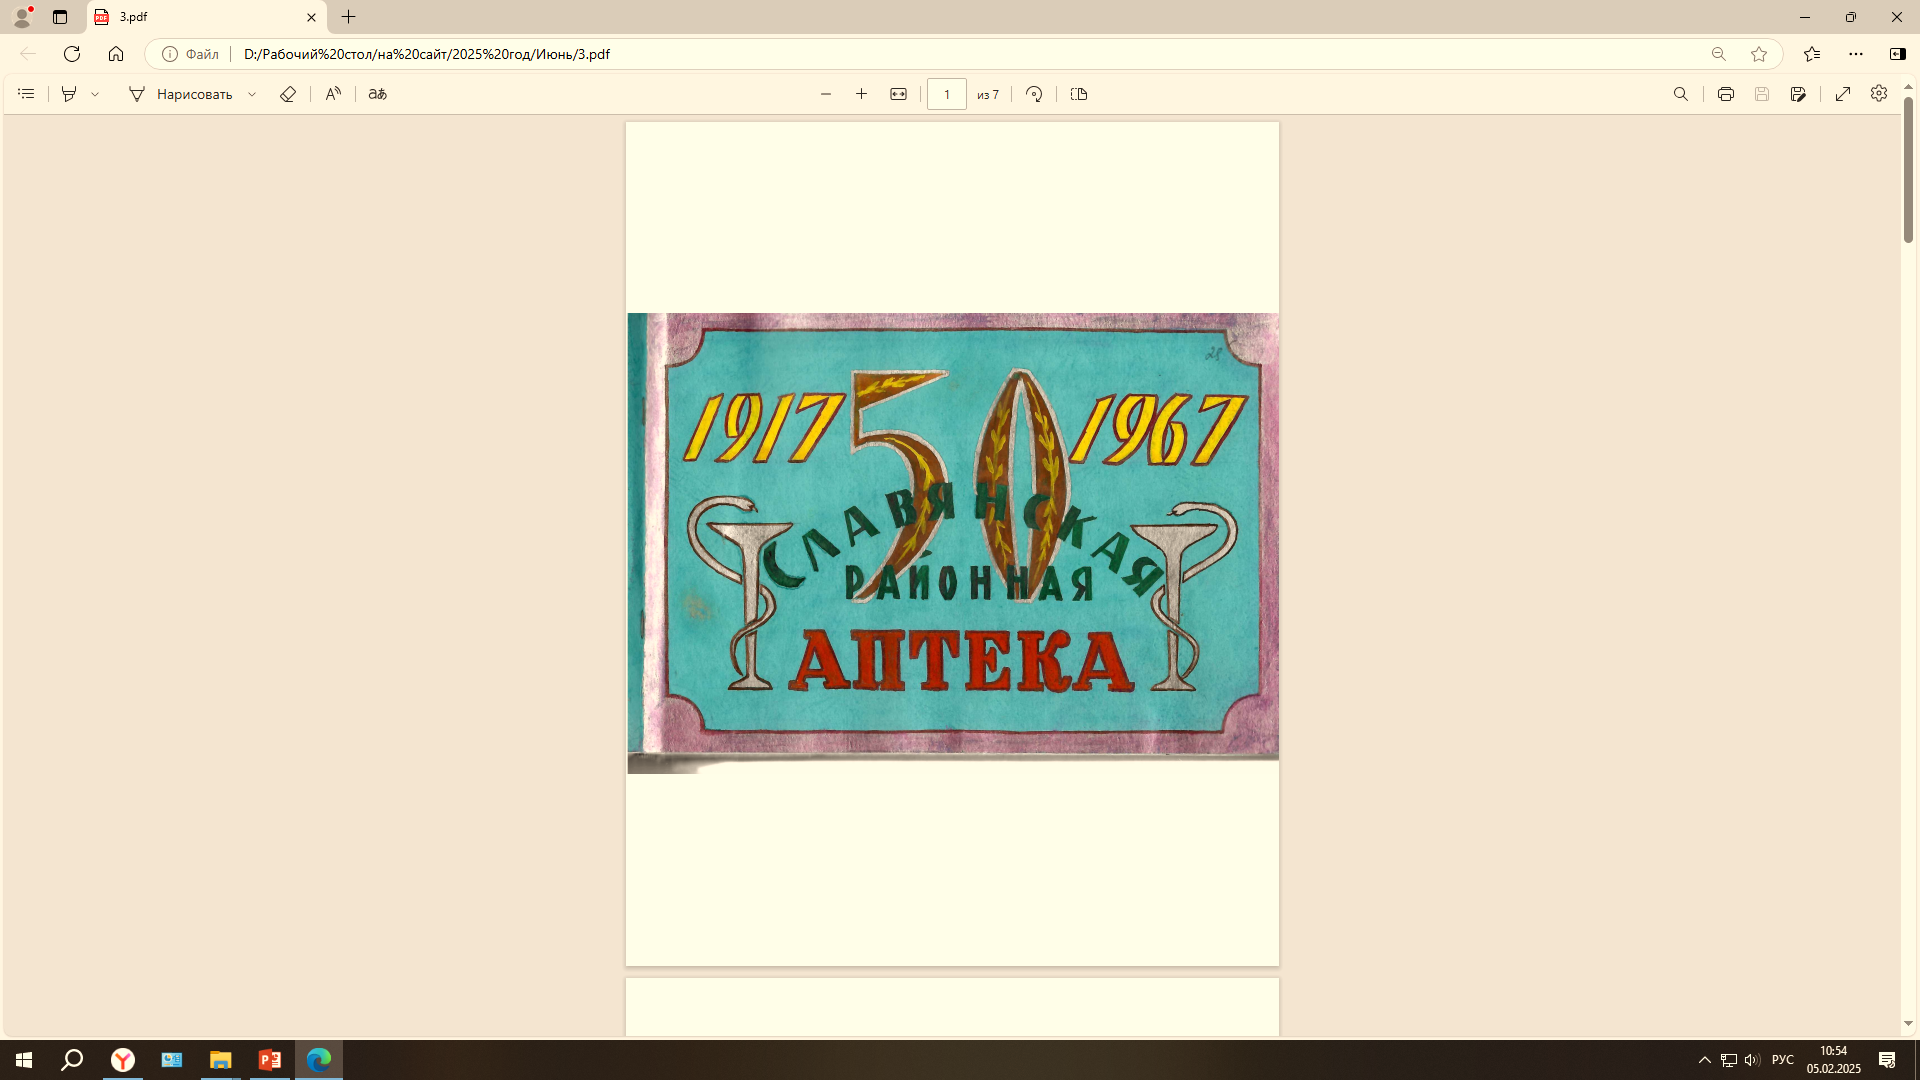 3.pdf
Файл
D:/Рабочий%20стол/на%20сайт/2025%20год/Июнь/3.pdf
Нарисовать
1
из 7
28
1917 50 1967
СЛАВЯНСКАЯ
РАЙОННАЯ
АПТЕКА
РУС
10:54
05.02.2025